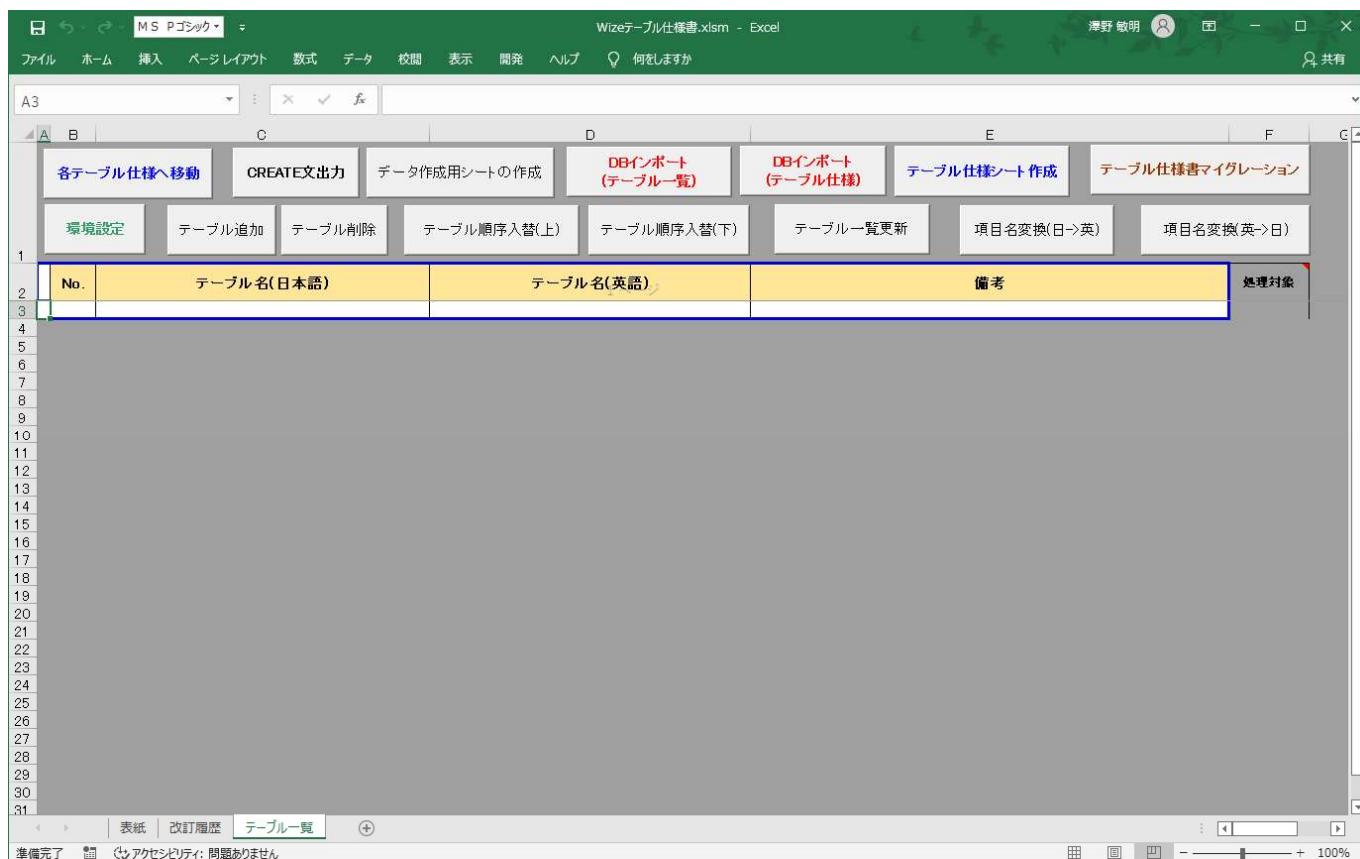 MS Pゴシック
Wizeテーブル仕様書.xlsm - Excel
澤野 敏明
ファイル ホーム 挿入 ページ レイアウト 数式 データ 校閲 表示 開発 ヘルプ 何をしますか
共有
A3
fx
A B C D E F G
各テーブル仕様へ移動 CREATE文出力 データ作成用シートの作成 DBインポート DBインポート テーブル仕様シート作成 テーブル仕様書マイグレーション
(テーブル一覧) (テーブル仕様)
環境設定 テーブル追加 テーブル削除 テーブル順序入替(上) テーブル順序入替(下) テーブル一覧更新 項目名変換(日->英) 項目名変換(英->日)
1
2 No. テーブル名(日本語) テーブル名(英語) 備考 処理対象
3
4
5
6
7
8
9
10
11
12
13
14
15
16
17
18
19
20
21
22
23
24
25
26
27
28
29
30
31
表紙 改訂履歴 テーブル一覧
準備完了 アクセシビリティ: 問題ありません 100%